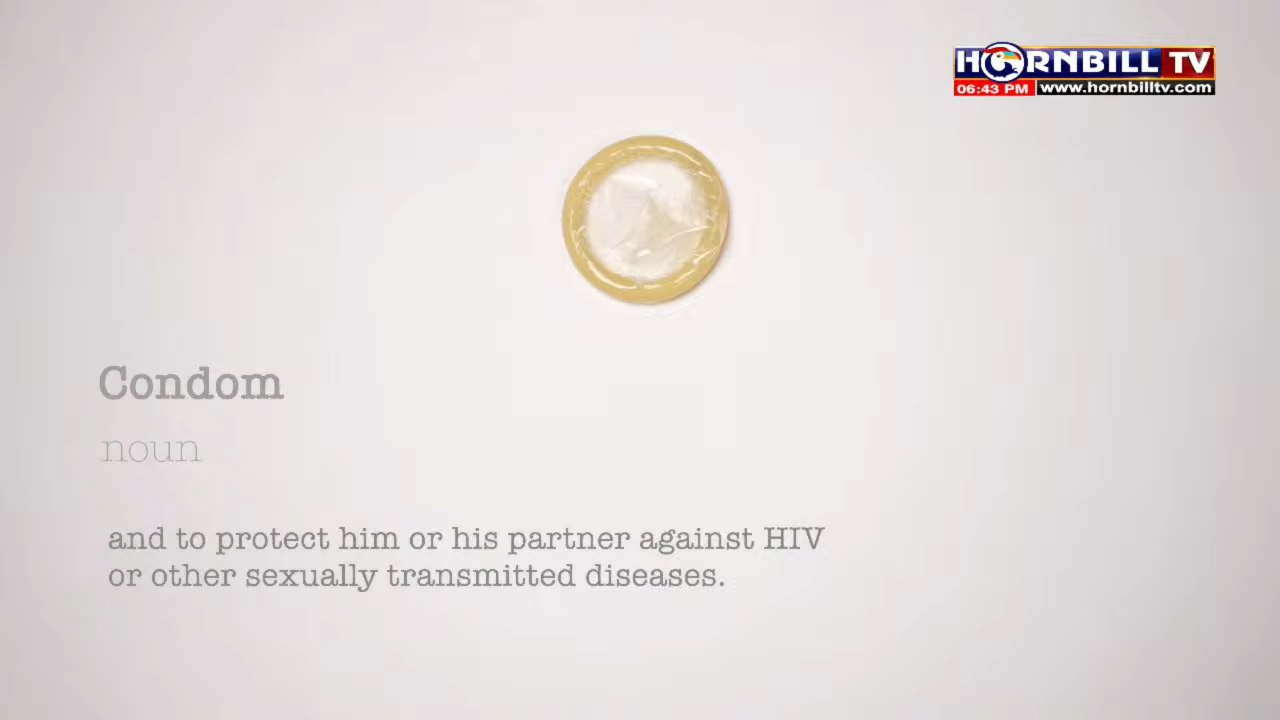 HORNBILL TV
06:43 PM www.hornbilltv.com
Condom
noun
and to protect him or his partner against HIV
or other sexually transmitted diseases.